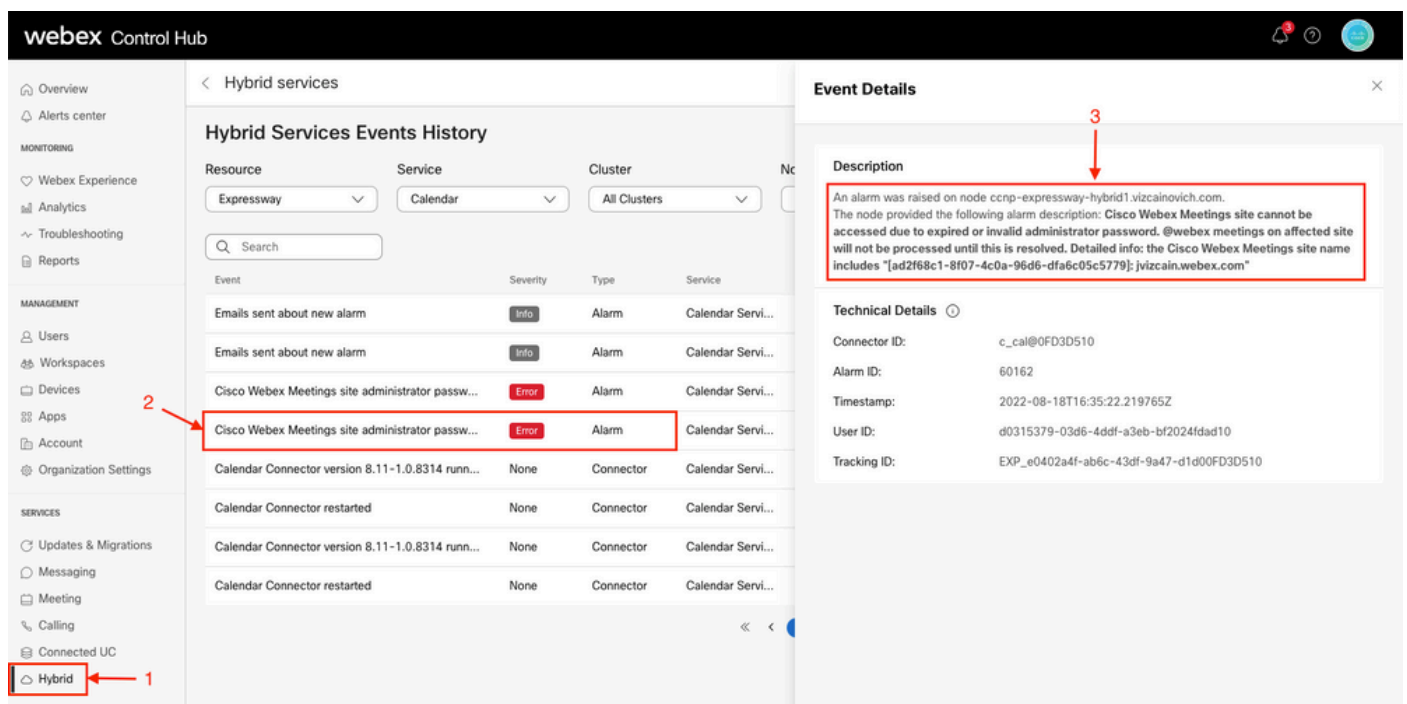 webex Control Hub
3
Overview
Alerts center
MONITORING
Webex Experience
Analytics
Troubleshooting
Reports
MANAGEMENT
Users
Workspaces
Devices
Apps
Account
Organization Settings
SERVICES
Updates & Migrations
Messaging
Meeting
Calling
Connected UC
Hybrid
1
Hybrid services
Hybrid Services Events History
Resource Service Cluster No
Expressway Calendar All Clusters
Search
Event Severity Type Service
Emails sent about new alarm Info Alarm Calendar Servi...
Emails sent about new alarm Info Alarm Calendar Servi...
Cisco Webex Meetings site administrator passw... Error Alarm Calendar Servi...
2
Cisco Webex Meetings site administrator passw... Error Alarm Calendar Servi...
Calendar Connector version 8.11-1.0.8314 runn... None Connector Calendar Servi...
Calendar Connector restarted None Connector Calendar Servi...
Calendar Connector version 8.11-1.0.8314 runn... None Connector Calendar Servi...
Calendar Connector restarted None Connector Calendar Servi...
Event Details
3
Description
An alarm was raised on node ccnp-expressway-hybrid1.vizcainovich.com.
The node provided the following alarm description: Cisco Webex Meetings site cannot be
accessed due to expired or invalid administrator password. @webex meetings on affected site
will not be processed until this is resolved. Detailed info: the Cisco Webex Meetings site name
includes "[ad2f68c1-8f07-4c0a-96d6-dfa6c05c5779]: jvizcain.webex.com"
Technical Details
Connector ID: c_cal@0FD3D510
Alarm ID: 60162
Timestamp: 2022-08-18T16:35:22.219765Z
User ID: d0315379-03d6-4ddf-a3eb-bf2024fdad10
Tracking ID: EXP_e0402a4f-ab6c-43df-9a47-d1d00FD3D510